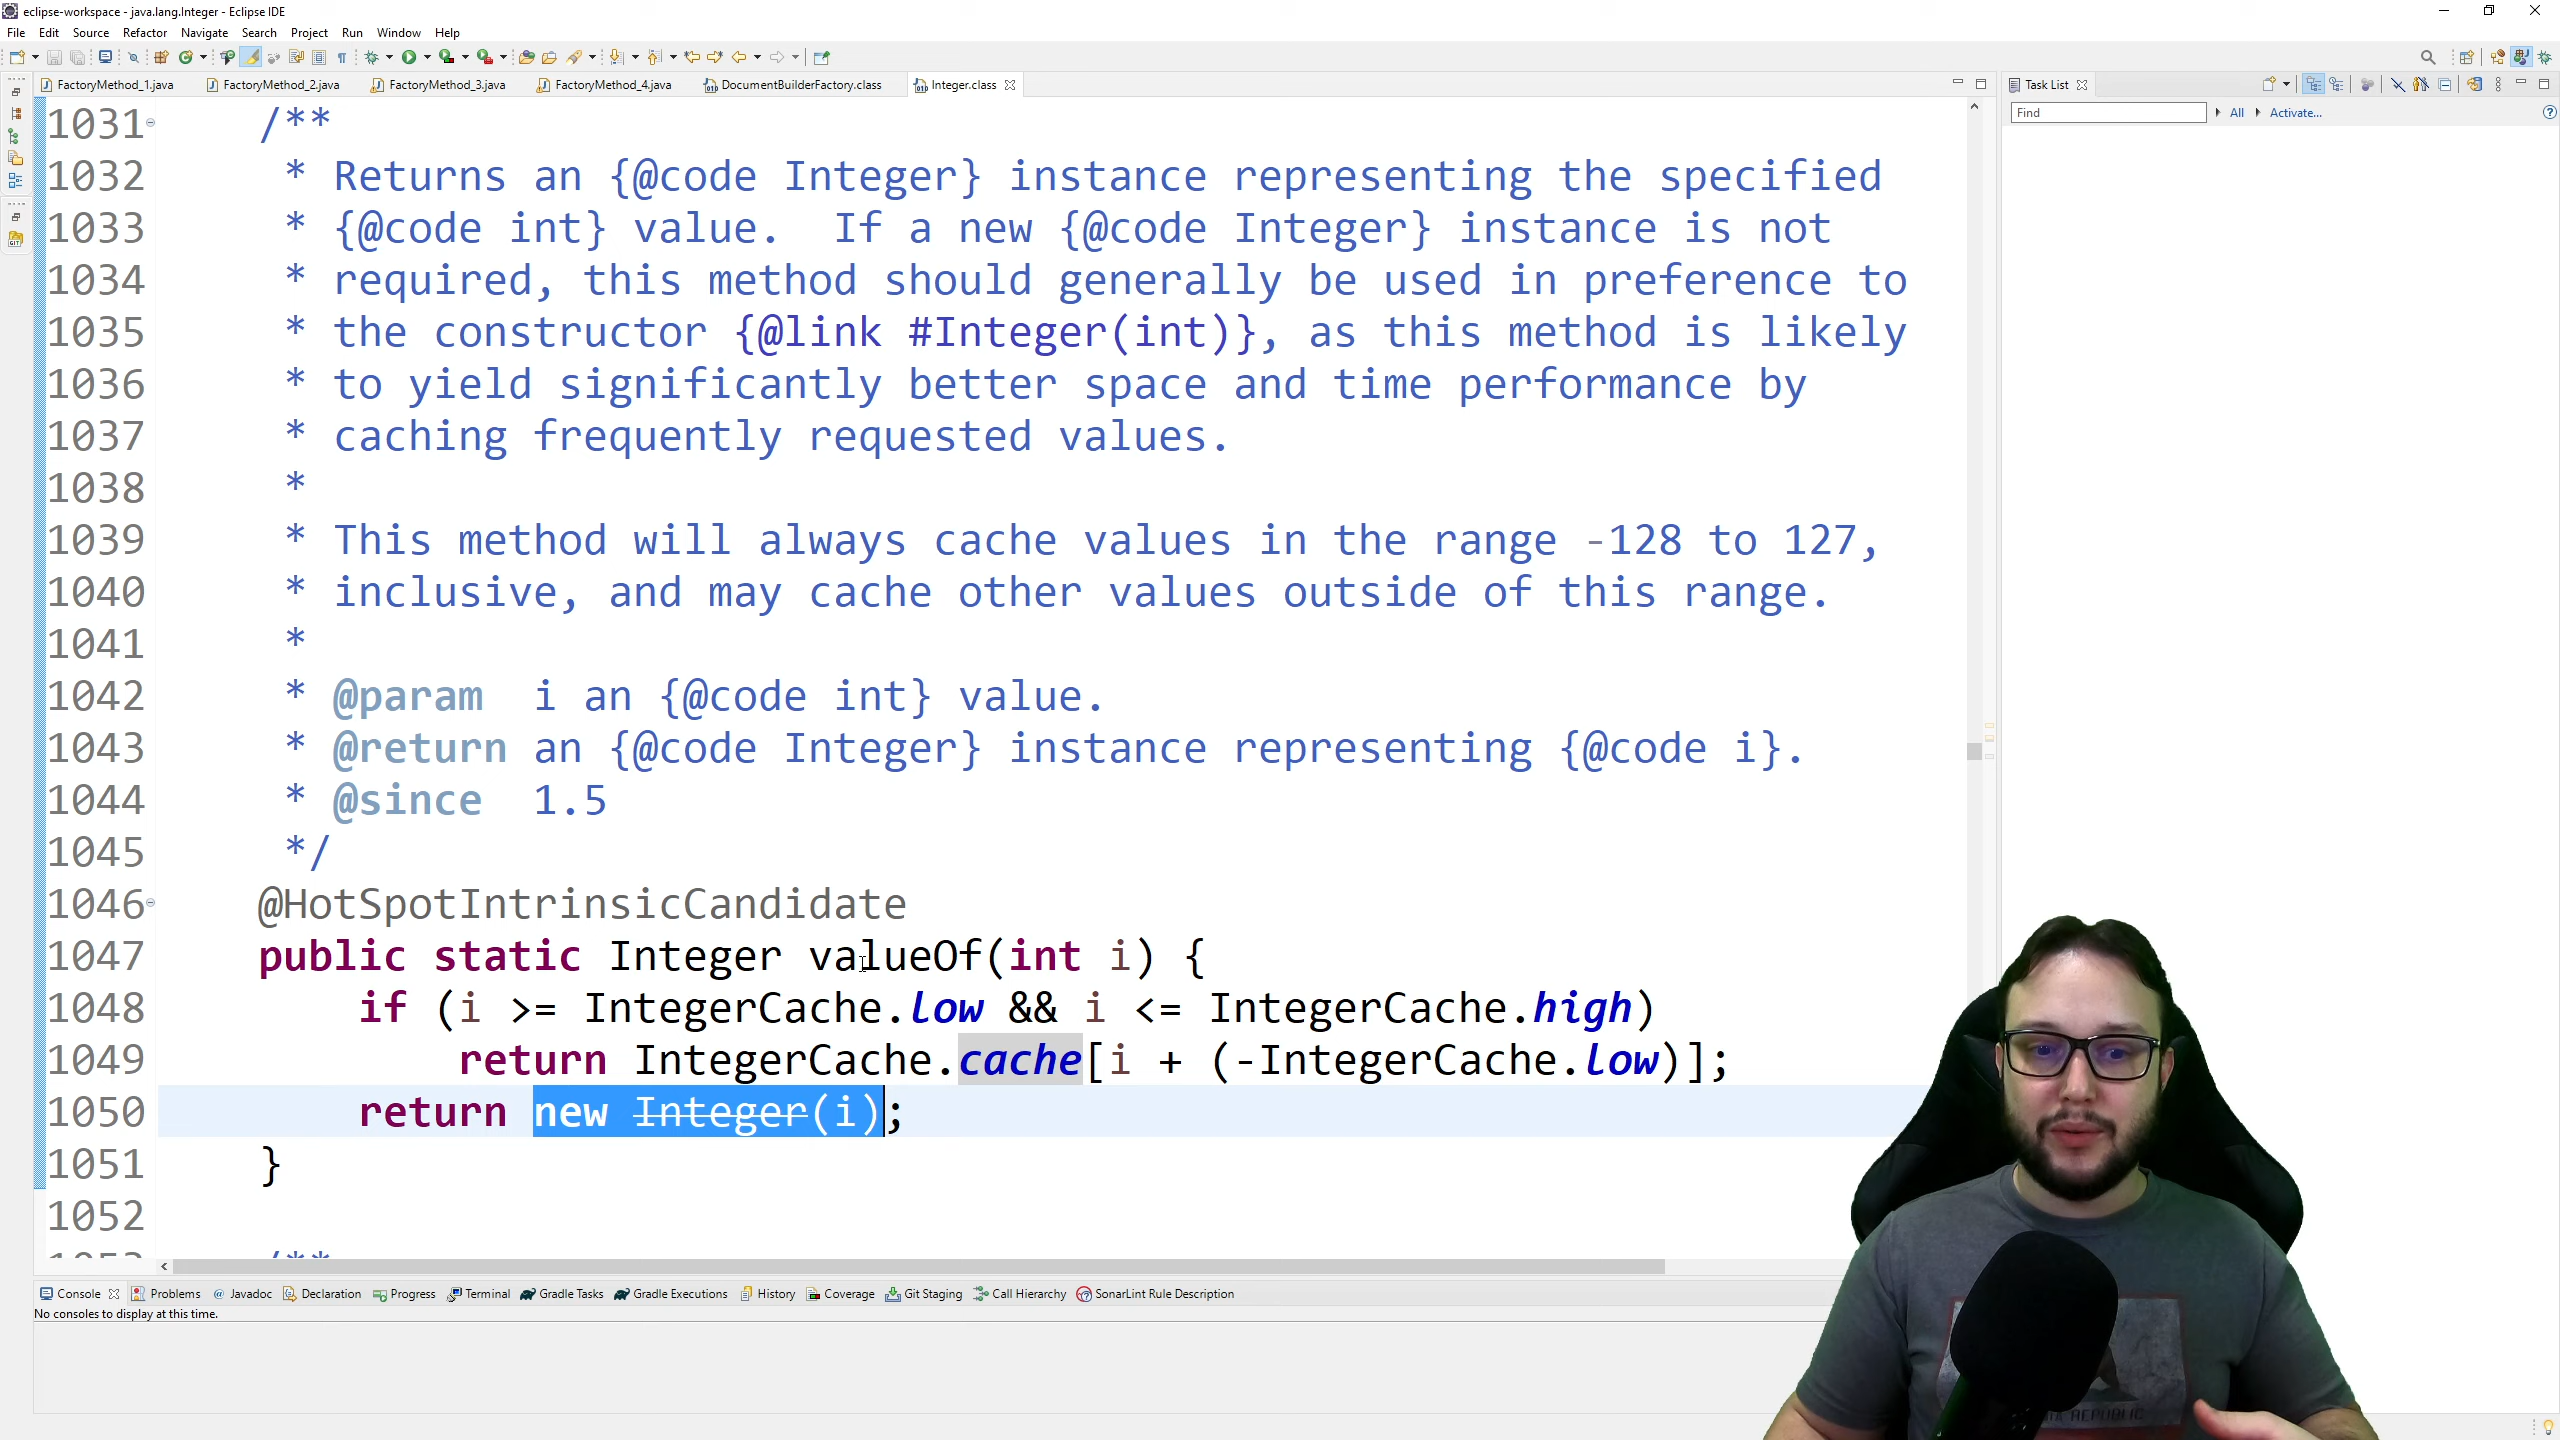 eclipse-workspace - java.lang.Integer - Eclipse IDE
File Edit Source Refactor Navigate Search Project Run Window Help
FactoryMethod_1.java FactoryMethod_2.java FactoryMethod_3.java FactoryMethod_4.java DocumentBuilderFactory.class Integer.class
Task List
Find All Activate...
1031 /**
1032 * Returns an {@code Integer} instance representing the specified
1033 * {@code int} value.  If a new {@code Integer} instance is not
1034 * required, this method should generally be used in preference to
1035 * the constructor {@link #Integer(int)}, as this method is likely
1036 * to yield significantly better space and time performance by
1037 * caching frequently requested values.
1038 *
1039 * This method will always cache values in the range -128 to 127,
1040 * inclusive, and may cache other values outside of this range.
1041 *
1042 * @param  i an {@code int} value.
1043 * @return an {@code Integer} instance representing {@code i}.
1044 * @since  1.5
1045 */
1046 @HotSpotIntrinsicCandidate
1047 public static Integer valueOf(int i) {
1048 if (i >= IntegerCache.low && i <= IntegerCache.high)
1049 return IntegerCache.cache[i + (-IntegerCache.low)];
1050 return new Integer(i);
1051 }
1052
1053 /**
Console Problems Javadoc Declaration Progress Terminal Gradle Tasks Gradle Executions History Coverage Git Staging Call Hierarchy SonarLint Rule Description
No consoles to display at this time.
REPUBLIC